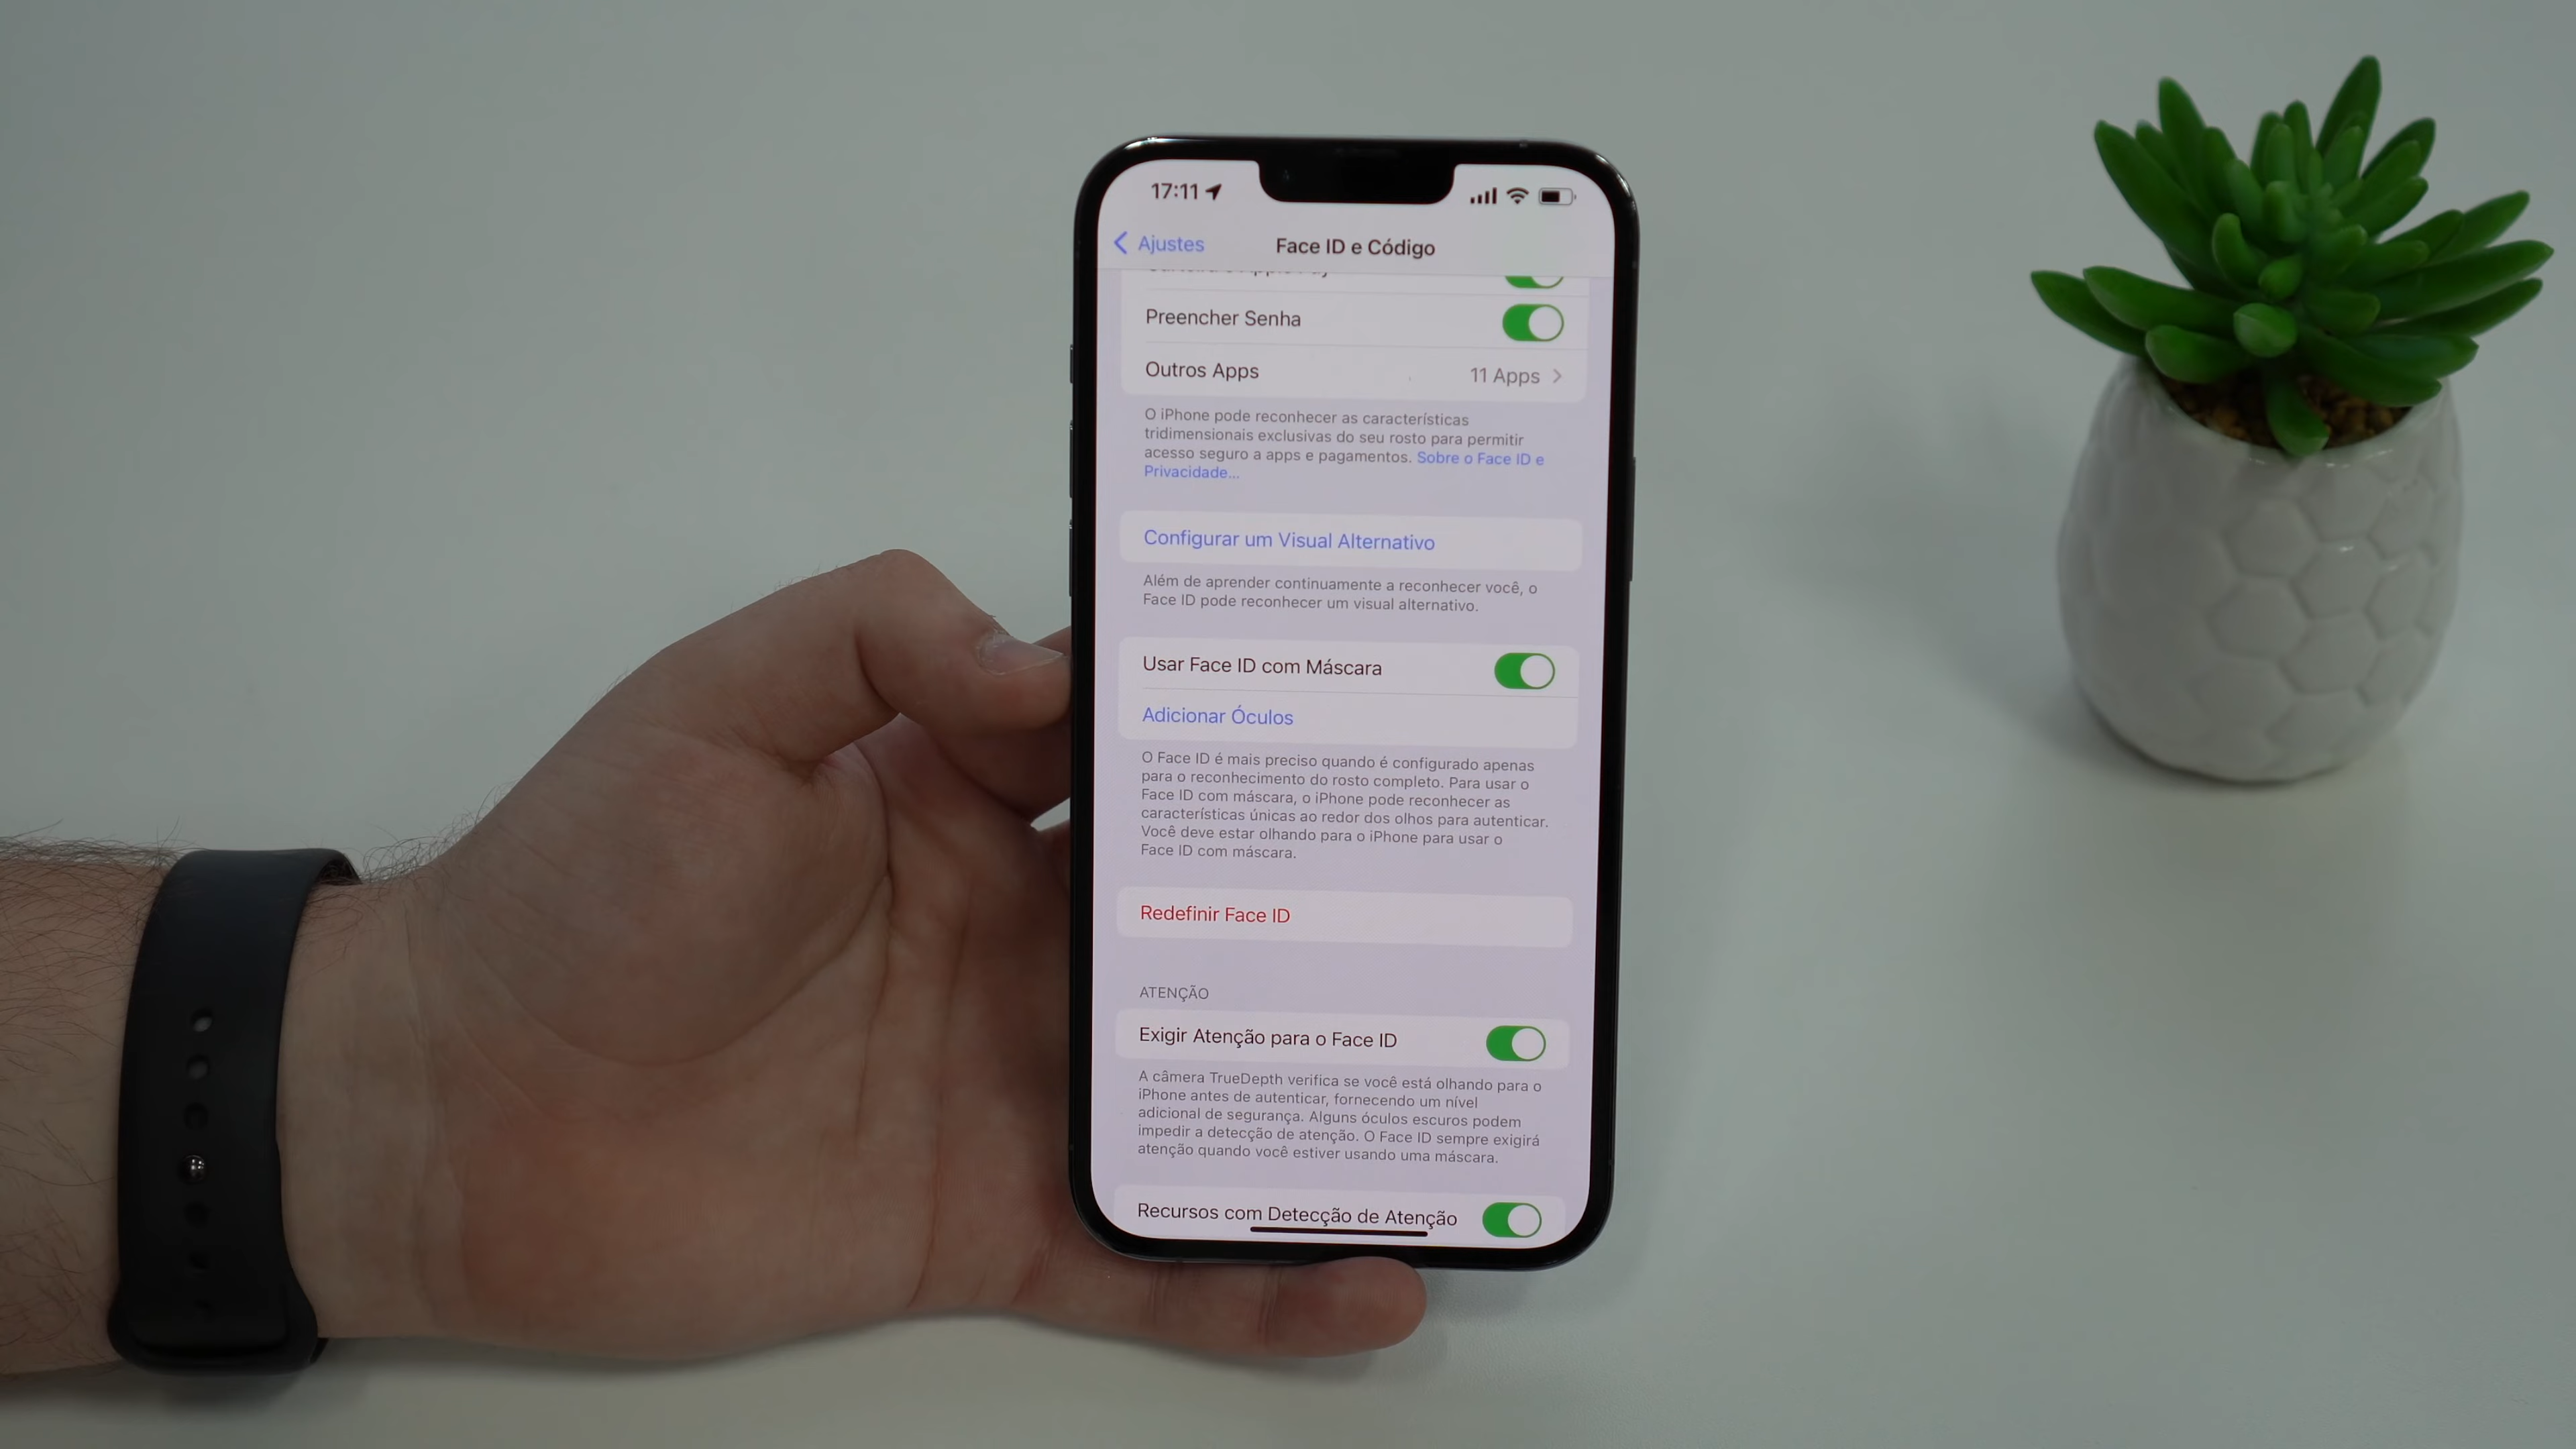 17:11
Ajustes
Face ID e Código
Preencher Senha
Outros Apps
11 Apps
O iPhone pode reconhecer as características
tridimensionais exclusivas do seu rosto para permitir
acesso seguro a apps e pagamentos. Sobre o Face ID e
Privacidade...
Configurar um Visual Alternativo
Além de aprender continuamente a reconhecer você, o
Face ID pode reconhecer um visual alternativo.
Usar Face ID com Máscara
Adicionar Óculos
O Face ID é mais preciso quando é configurado apenas
para o reconhecimento do rosto completo. Para usar o
Face ID com máscara, o iPhone pode reconhecer as
características únicas ao redor dos olhos para autenticar.
Você deve estar olhando para o iPhone para usar o
Face ID com máscara.
Redefinir Face ID
ATENÇÃO
Exigir Atenção para o Face ID
A câmera TrueDepth verifica se você está olhando para o
iPhone antes de autenticar, fornecendo um nível
adicional de segurança. Alguns óculos escuros podem
impedir a detecção de atenção. O Face ID sempre exigirá
atenção quando você estiver usando uma máscara.
Recursos com Detecção de Atenção